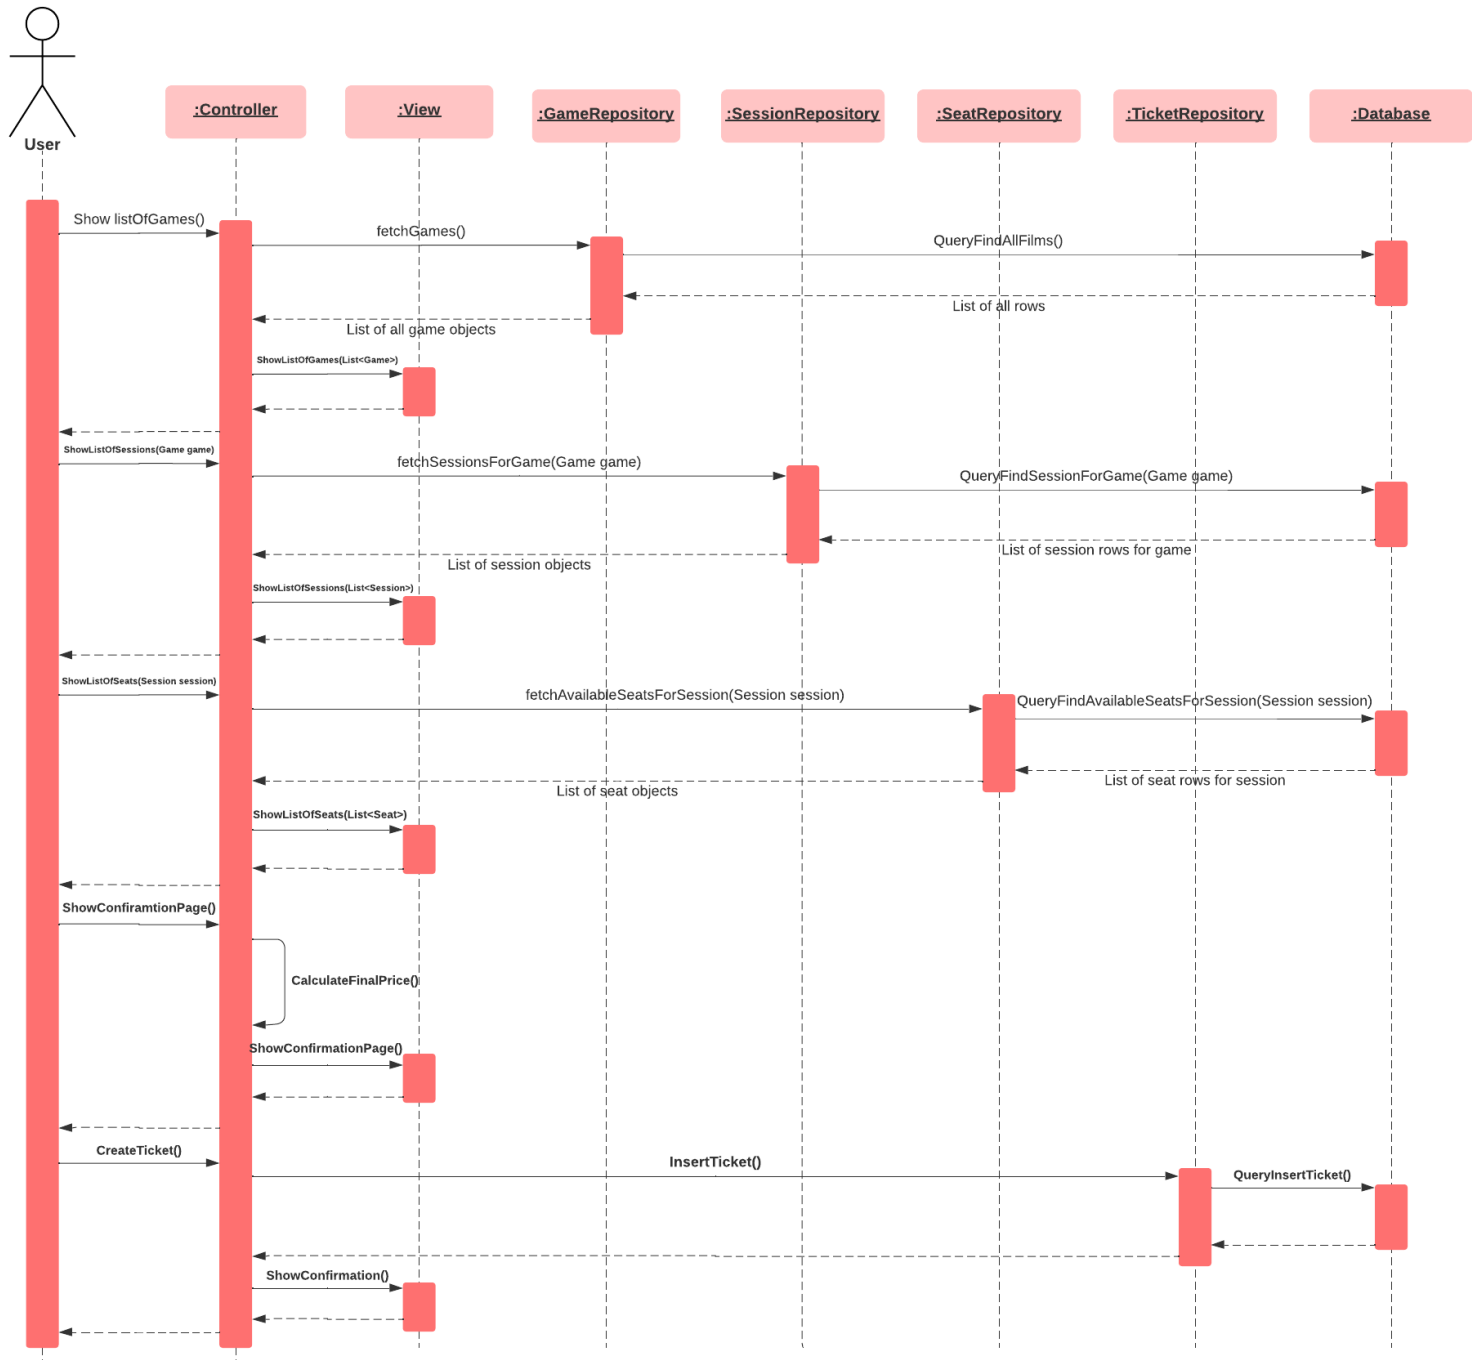 User
:Controller
:View
:GameRepository
:SessionRepository
:SeatRepository
:TicketRepository
:Database
Show listOfGames()
fetchGames()
QueryFindAllFilms()
List of all rows
List of all game objects
ShowListOfGames(List<Game>)
ShowListOfSessions(Game game)
fetchSessionsForGame(Game game)
QueryFindSessionForGame(Game game)
List of session rows for game
List of session objects
ShowListOfSessions(List<Session>)
ShowListOfSeats(Session session)
fetchAvailableSeatsForSession(Session session)
QueryFindAvailableSeatsForSession(Session session)
List of seat rows for session
List of seat objects
ShowListOfSeats(List<Seat>)
ShowConfiramtionPage()
CalculateFinalPrice()
ShowConfirmationPage()
CreateTicket()
InsertTicket()
QueryInsertTicket()
ShowConfirmation()